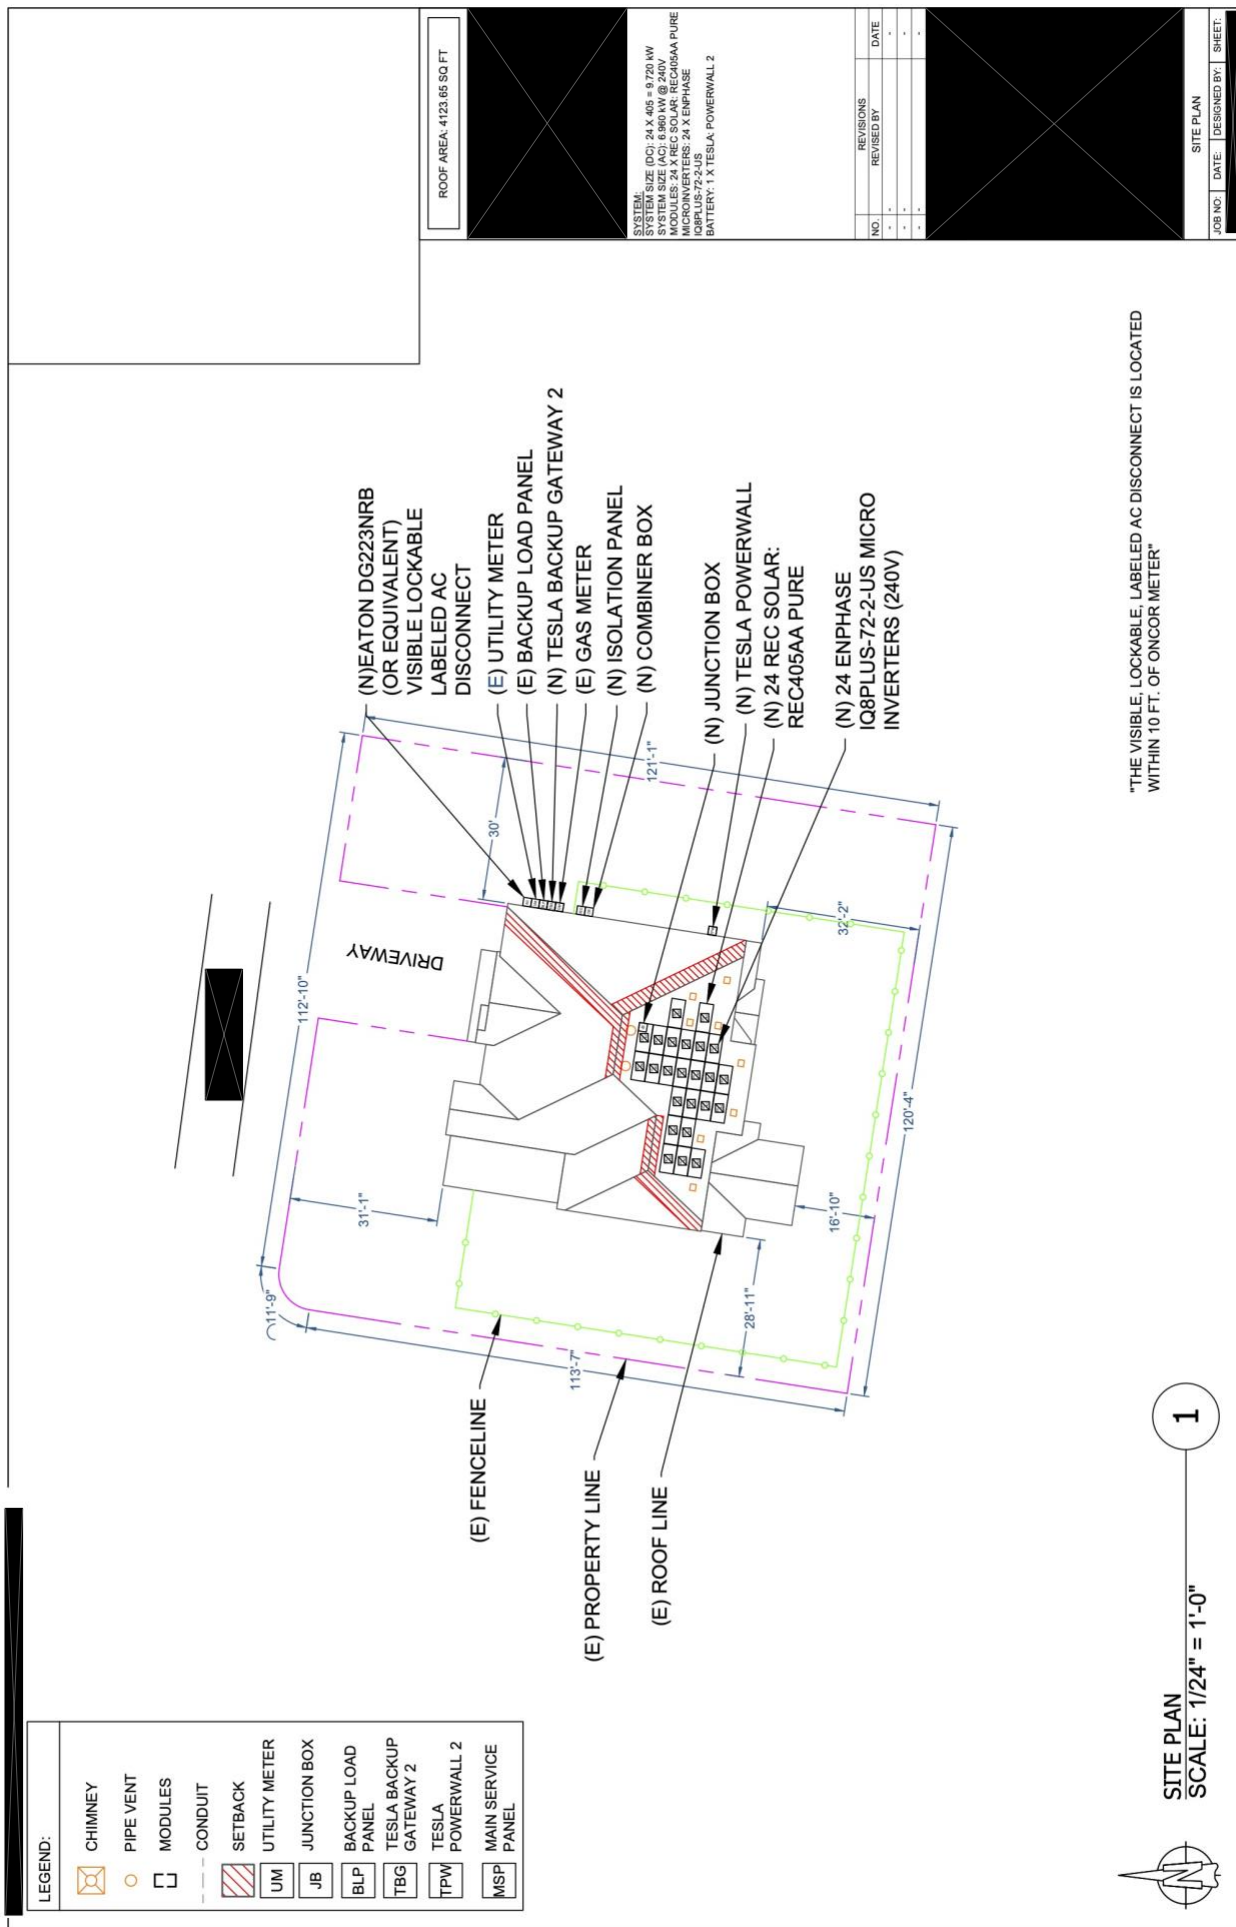 LEGEND:
CHIMNEY
PIPE VENT
MODULES
CONDUIT
SETBACK
UM UTILITY METER
JB JUNCTION BOX
BLP BACKUP LOAD
PANEL
TBG TESLA BACKUP
GATEWAY 2
TPW TESLA
POWERWALL 2
MSP MAIN SERVICE
PANEL
(E) FENCELINE
(E) PROPERTY LINE
(E) ROOF LINE
DRIVEWAY
112'-10"
11'-9"
31'-1"
30'
121'-1"
113'-7"
28'-11"
16'-10"
32'-2"
120'-4"
(N)EATON DG223NRB
(OR EQUIVALENT)
VISIBLE LOCKABLE
LABELED AC
DISCONNECT
(E) UTILITY METER
(E) BACKUP LOAD PANEL
(N) TESLA BACKUP GATEWAY 2
(E) GAS METER
(N) ISOLATION PANEL
(N) COMBINER BOX
(N) JUNCTION BOX
(N) TESLA POWERWALL
(N) 24 REC SOLAR:
REC405AA PURE
(N) 24 ENPHASE
IQ8PLUS-72-2-US MICRO
INVERTERS (240V)
"THE VISIBLE, LOCKABLE, LABELED AC DISCONNECT IS LOCATED
WITHIN 10 FT. OF ONCOR METER"
N
SITE PLAN
SCALE: 1/24" = 1'-0"
1
ROOF AREA: 4123.65 SQ FT
SYSTEM:
SYSTEM SIZE (DC): 24 X 405 = 9.720 kW
SYSTEM SIZE (AC): 6.960 kW @ 240V
MODULES: 24 X REC SOLAR: REC405AA PURE
MICROINVERTERS: 24 X ENPHASE
IQ8PLUS-72-2-US
BATTERY: 1 X TESLA: POWERWALL 2
REVISIONS
NO. REVISED BY DATE
- - -
- - -
- - -
SITE PLAN
JOB NO: DATE: DESIGNED BY: SHEET: